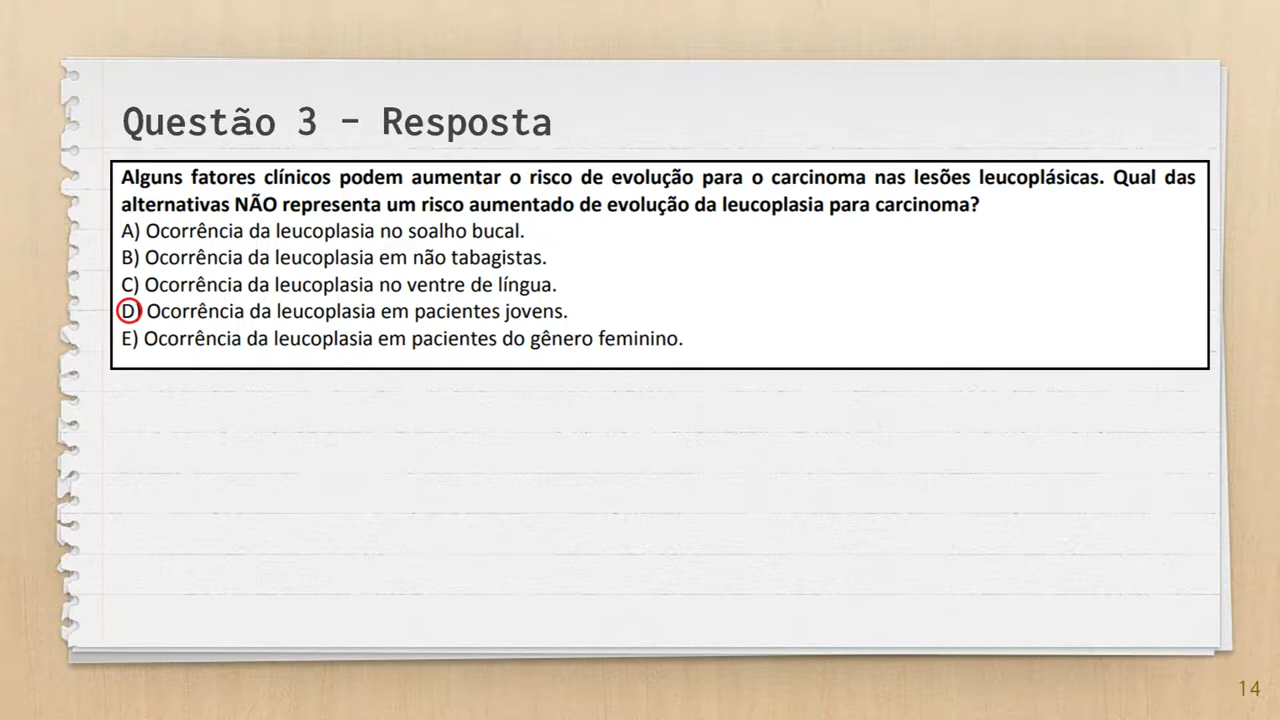 Questão 3 – Resposta
Alguns fatores clínicos podem aumentar o risco de evolução para o carcinoma nas lesões leucoplásicas. Qual das
alternativas NÃO representa um risco aumentado de evolução da leucoplasia para carcinoma?
A) Ocorrência da leucoplasia no soalho bucal.
B) Ocorrência da leucoplasia em não tabagistas.
C) Ocorrência da leucoplasia no ventre de língua.
D) Ocorrência da leucoplasia em pacientes jovens.
E) Ocorrência da leucoplasia em pacientes do gênero feminino.
14